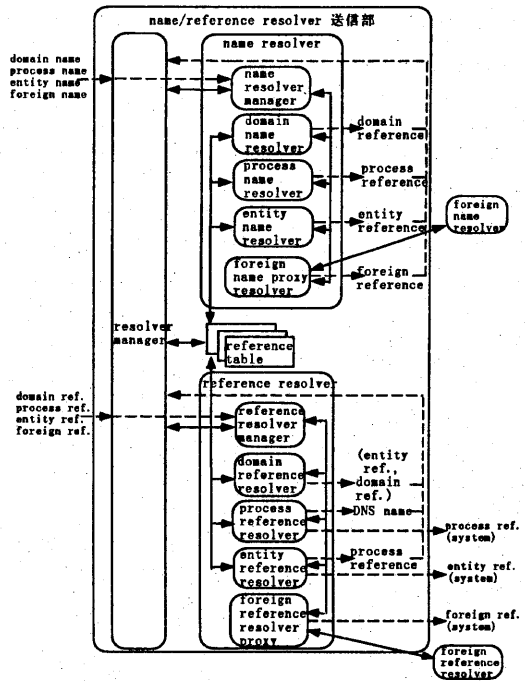 name/reference resolver 送信部
name resolver
domain name
process name
entity name
foreign name
name
resolver
manager
domain
name
resolver
domain
reference
process
name
resolver
process
reference
entity
name
resolver
entity
reference
foreign
name
resolver
foreign
name proxy
resolver
foreign
reference
resolver
manager
reference
table
reference resolver
domain ref.
process ref.
entity ref.
foreign ref.
reference
resolver
manager
domain
reference
resolver
(entity
ref.,
domain
ref.)
DNS name
process
reference
resolver
process ref.
(system)
process
reference
entity
reference
resolver
entity ref.
(system)
foreign
reference
resolver
proxy
foreign ref.
(system)
foreign
reference
resolver